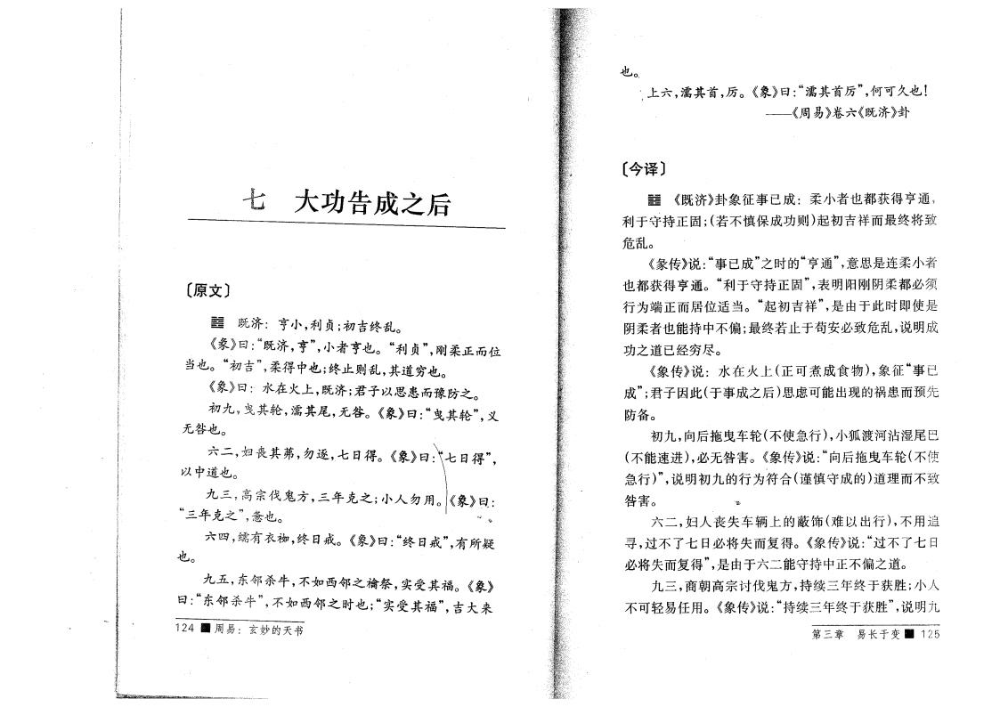 七 大功告成之后
〔原文〕
䷾ 既济：亨小，利贞；初吉终乱。
《彖》曰：“既济，亨”，小者亨也。“利贞”，刚柔正而位
当也。“初吉”，柔得中也；终止则乱，其道穷也。
《象》曰：水在火上，既济；君子以思患而豫防之。
初九，曳其轮，濡其尾，无咎。《象》曰：“曳其轮”，义
无咎也。
六二，妇丧其茀，勿逐，七日得。《象》曰：“七日得”，
以中道也。
九三，高宗伐鬼方，三年克之；小人勿用。《象》曰：
“三年克之”，惫也。
六四，繻有衣袽，终日戒。《象》曰：“终日戒”，有所疑
也。
九五，东邻杀牛，不如西邻之禴祭，实受其福。《象》
曰：“东邻杀牛”，不如西邻之时也；“实受其福”，吉大来
124 ■ 周易：玄妙的天书
也。
上六，濡其首，厉。《象》曰：“濡其首厉”，何可久也！
——《周易》卷六《既济》卦
〔今译〕
䷾ 《既济》卦象征事已成：柔小者也都获得亨通，
利于守持正固；（若不慎保成功则）起初吉祥而最终将致
危乱。
《彖传》说：“事已成”之时的“亨通”，意思是连柔小者
也都获得亨通。“利于守持正固”，表明阳刚阴柔都必须
行为端正而居位适当。“起初吉祥”，是由于此时即使是
阴柔者也能持中不偏；最终若止于苟安必致危乱，说明成
功之道已经穷尽。
《象传》说：水在火上（正可煮成食物），象征“事已
成”；君子因此（于事成之后）思虑可能出现的祸患而预先
防备。
初九，向后拖曳车轮（不使急行），小狐渡河沾湿尾巴
（不能速进），必无咎害。《象传》说：“向后拖曳车轮（不使
急行）”，说明初九的行为符合（谨慎守成的）道理而不致
咎害。
六二，妇人丧失车辆上的蔽饰（难以出行），不用追
寻，过不了七日必将失而复得。《象传》说：“过不了七日
必将失而复得”，是由于六二能守持中正不偏之道。
九三，商朝高宗讨伐鬼方，持续三年终于获胜；小人
不可轻易任用。《象传》说：“持续三年终于获胜”，说明九
第三章 易长于变 ■ 125